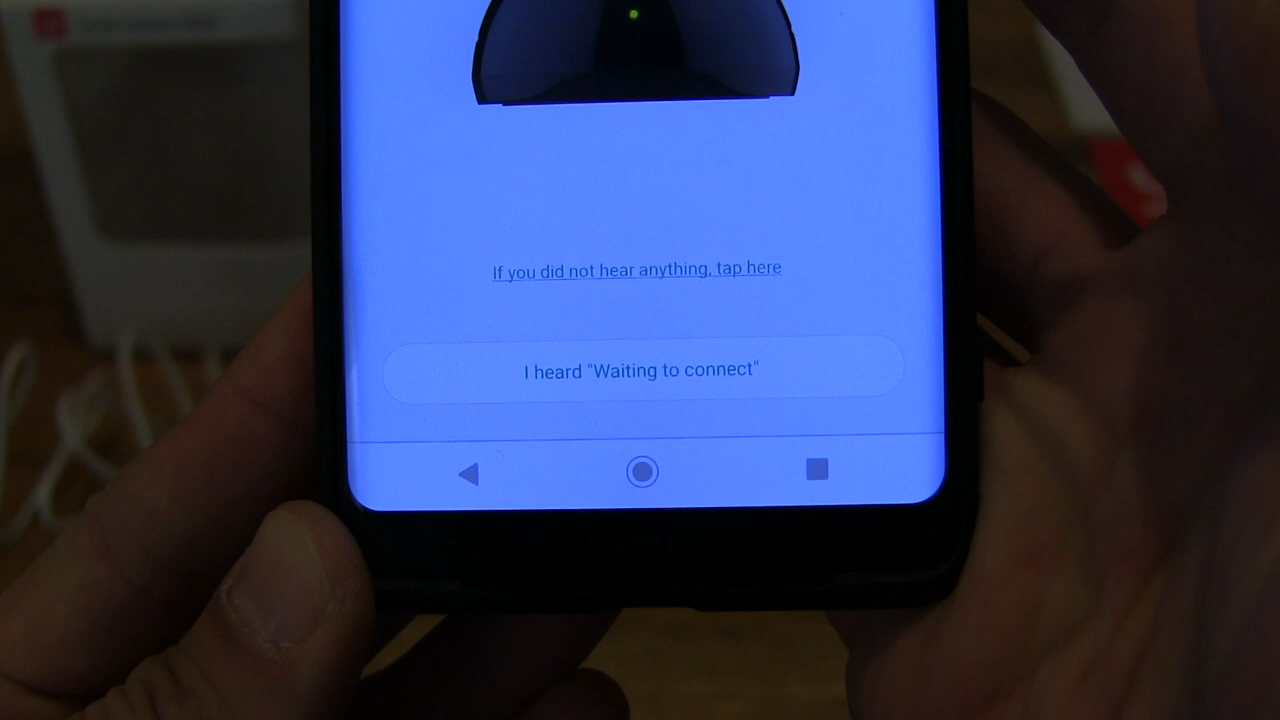 If you did not hear anything, tap here
I heard "Waiting to connect"